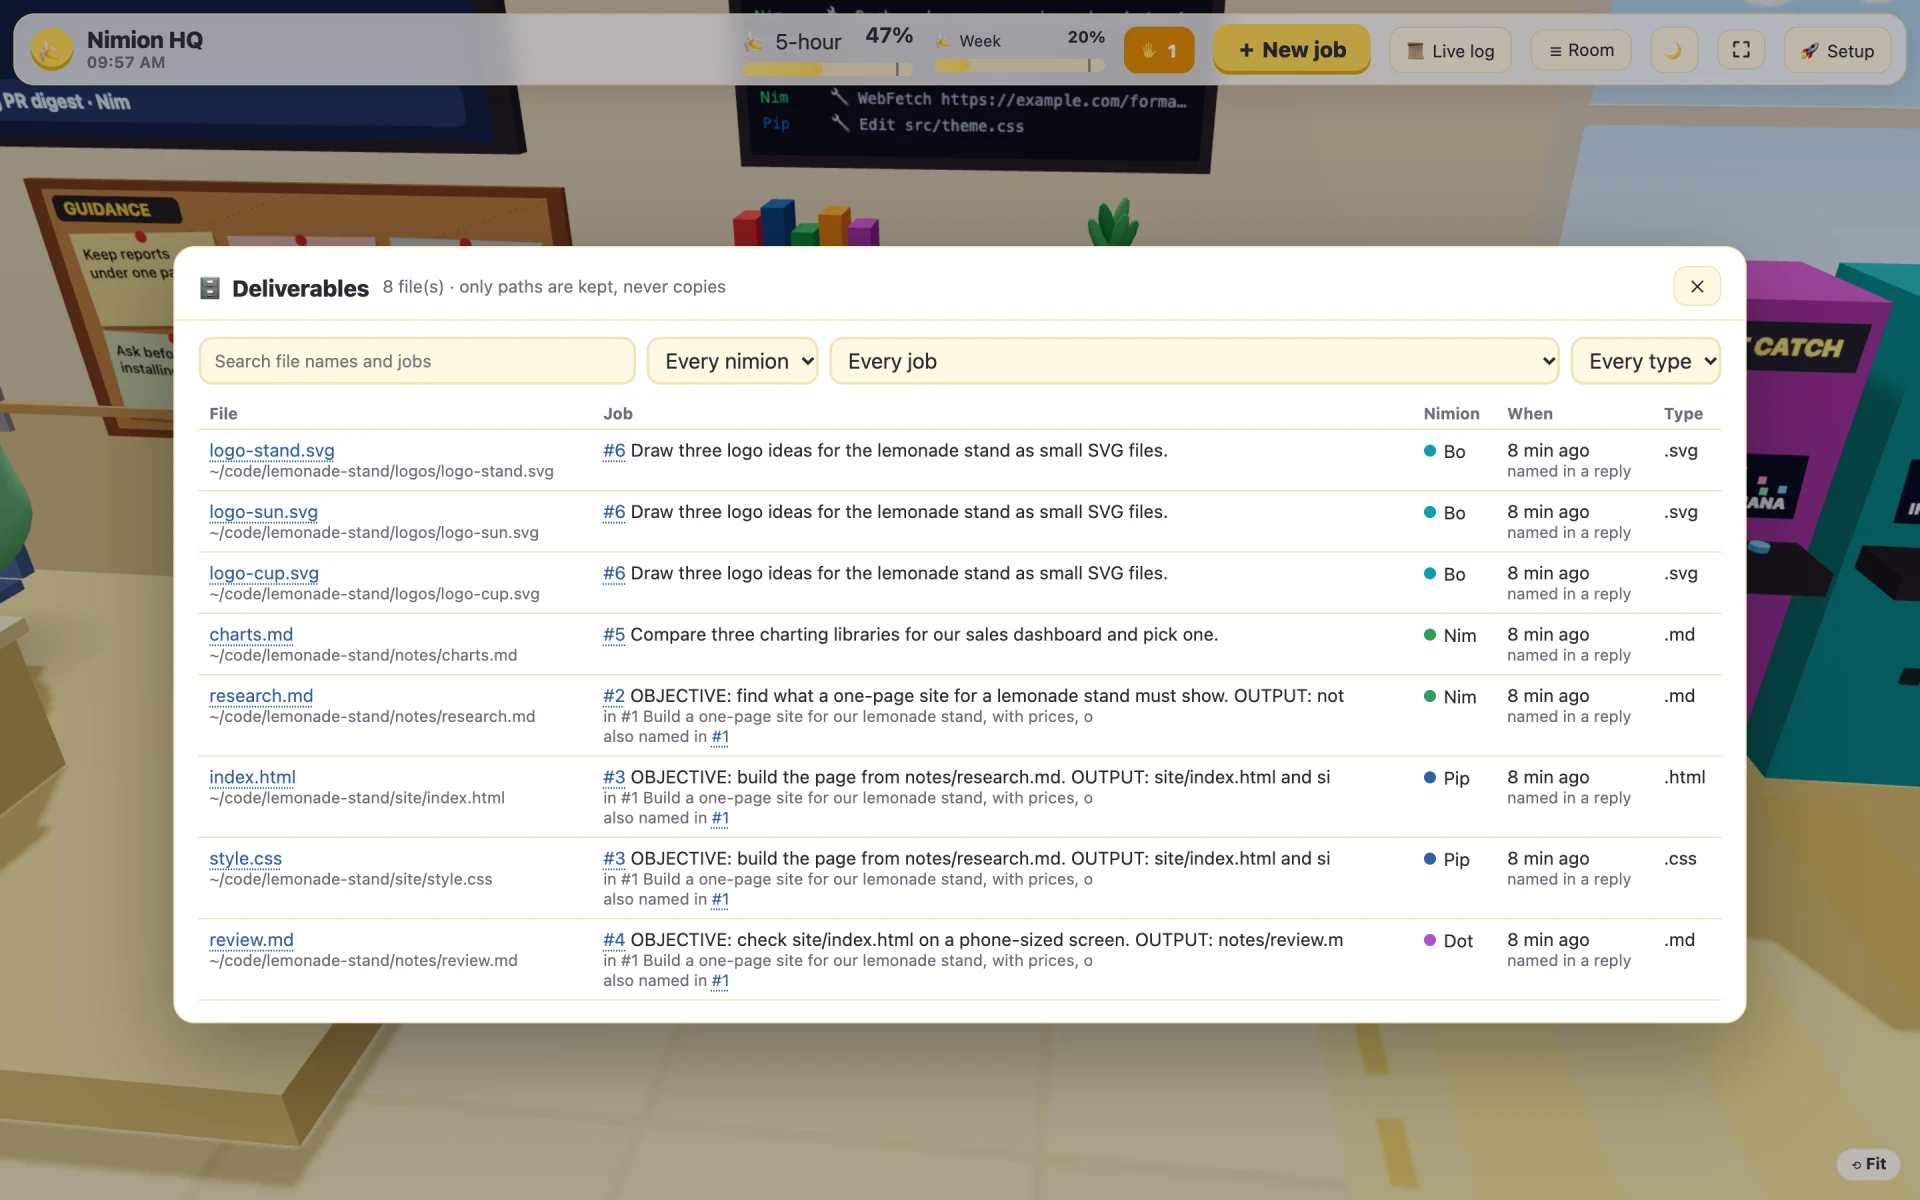 Nimion HQ
09:57 AM
5-hour 47%
Week 20%
1
+ New job
Live log
≡ Room
Setup
PR digest · Nim
Nim WebFetch https://example.com/forma…
Pip Edit src/theme.css
GUIDANCE
Keep reports
under one
Ask
CATCH
Deliverables 8 file(s) · only paths are kept, never copies
×
Search file names and jobs
Every nimion
Every job
Every type
File Job Nimion When Type
logo-stand.svg #6 Draw three logo ideas for the lemonade stand as small SVG files. Bo 8 min ago .svg
~/code/lemonade-stand/logos/logo-stand.svg named in a reply
logo-sun.svg #6 Draw three logo ideas for the lemonade stand as small SVG files. Bo 8 min ago .svg
~/code/lemonade-stand/logos/logo-sun.svg named in a reply
logo-cup.svg #6 Draw three logo ideas for the lemonade stand as small SVG files. Bo 8 min ago .svg
~/code/lemonade-stand/logos/logo-cup.svg named in a reply
charts.md #5 Compare three charting libraries for our sales dashboard and pick one. Nim 8 min ago .md
~/code/lemonade-stand/notes/charts.md named in a reply
research.md #2 OBJECTIVE: find what a one-page site for a lemonade stand must show. OUTPUT: not Nim 8 min ago .md
~/code/lemonade-stand/notes/research.md in #1 Build a one-page site for our lemonade stand, with prices, o named in a reply
also named in #1
index.html #3 OBJECTIVE: build the page from notes/research.md. OUTPUT: site/index.html and si Pip 8 min ago .html
~/code/lemonade-stand/site/index.html in #1 Build a one-page site for our lemonade stand, with prices, o named in a reply
also named in #1
style.css #3 OBJECTIVE: build the page from notes/research.md. OUTPUT: site/index.html and si Pip 8 min ago .css
~/code/lemonade-stand/site/style.css in #1 Build a one-page site for our lemonade stand, with prices, o named in a reply
also named in #1
review.md #4 OBJECTIVE: check site/index.html on a phone-sized screen. OUTPUT: notes/review.m Dot 8 min ago .md
~/code/lemonade-stand/notes/review.md in #1 Build a one-page site for our lemonade stand, with prices, o named in a reply
also named in #1
Fit